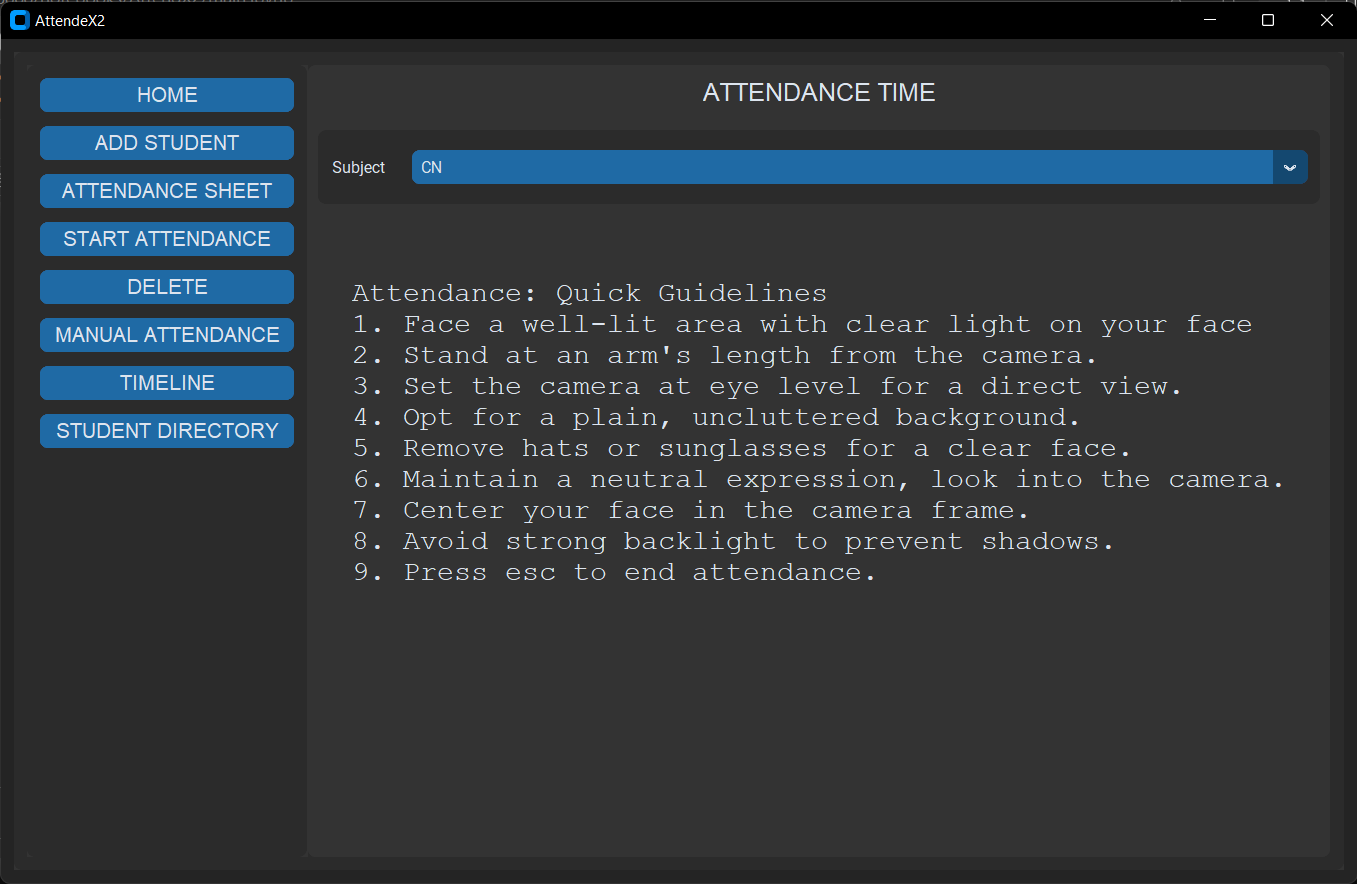 AttendeX2
HOME
ADD STUDENT
ATTENDANCE SHEET
START ATTENDANCE
DELETE
MANUAL ATTENDANCE
TIMELINE
STUDENT DIRECTORY
ATTENDANCE TIME
Subject
CN
Attendance: Quick Guidelines
1. Face a well-lit area with clear light on your face
2. Stand at an arm's length from the camera.
3. Set the camera at eye level for a direct view.
4. Opt for a plain, uncluttered background.
5. Remove hats or sunglasses for a clear face.
6. Maintain a neutral expression, look into the camera.
7. Center your face in the camera frame.
8. Avoid strong backlight to prevent shadows.
9. Press esc to end attendance.